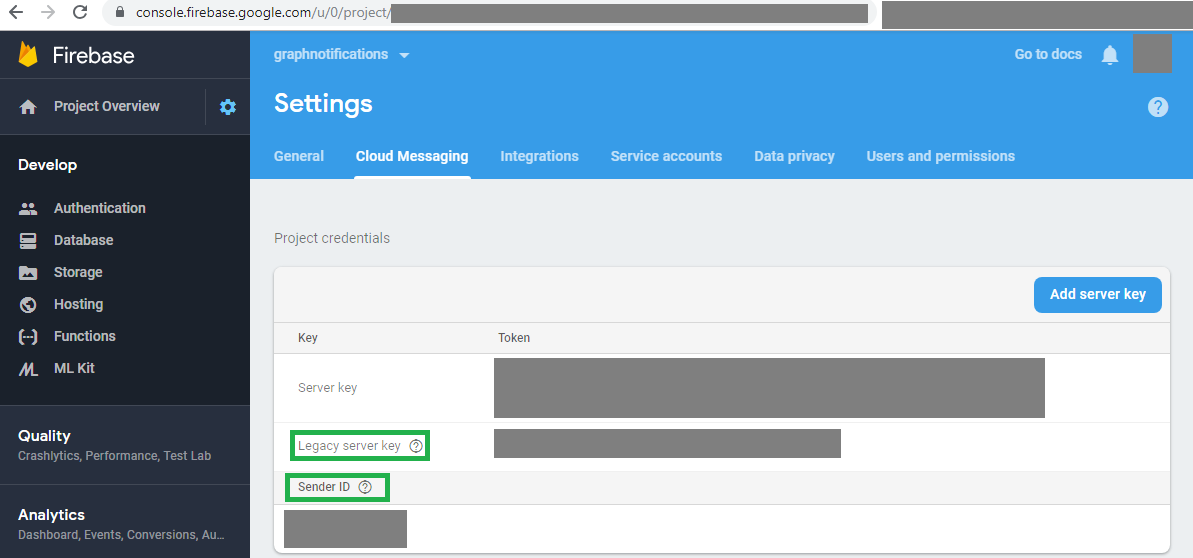 console.firebase.google.com/u/0/project/
Firebase
graphnotifications
Go to docs
Project Overview
Settings
General Cloud Messaging Integrations Service accounts Data privacy Users and permissions
Develop
Authentication
Database
Storage
Hosting
Functions
ML Kit
Quality
Crashlytics, Performance, Test Lab
Analytics
Dashboard, Events, Conversions, Au...
Project credentials
Add server key
Key Token
Server key
Legacy server key ?
Sender ID ?